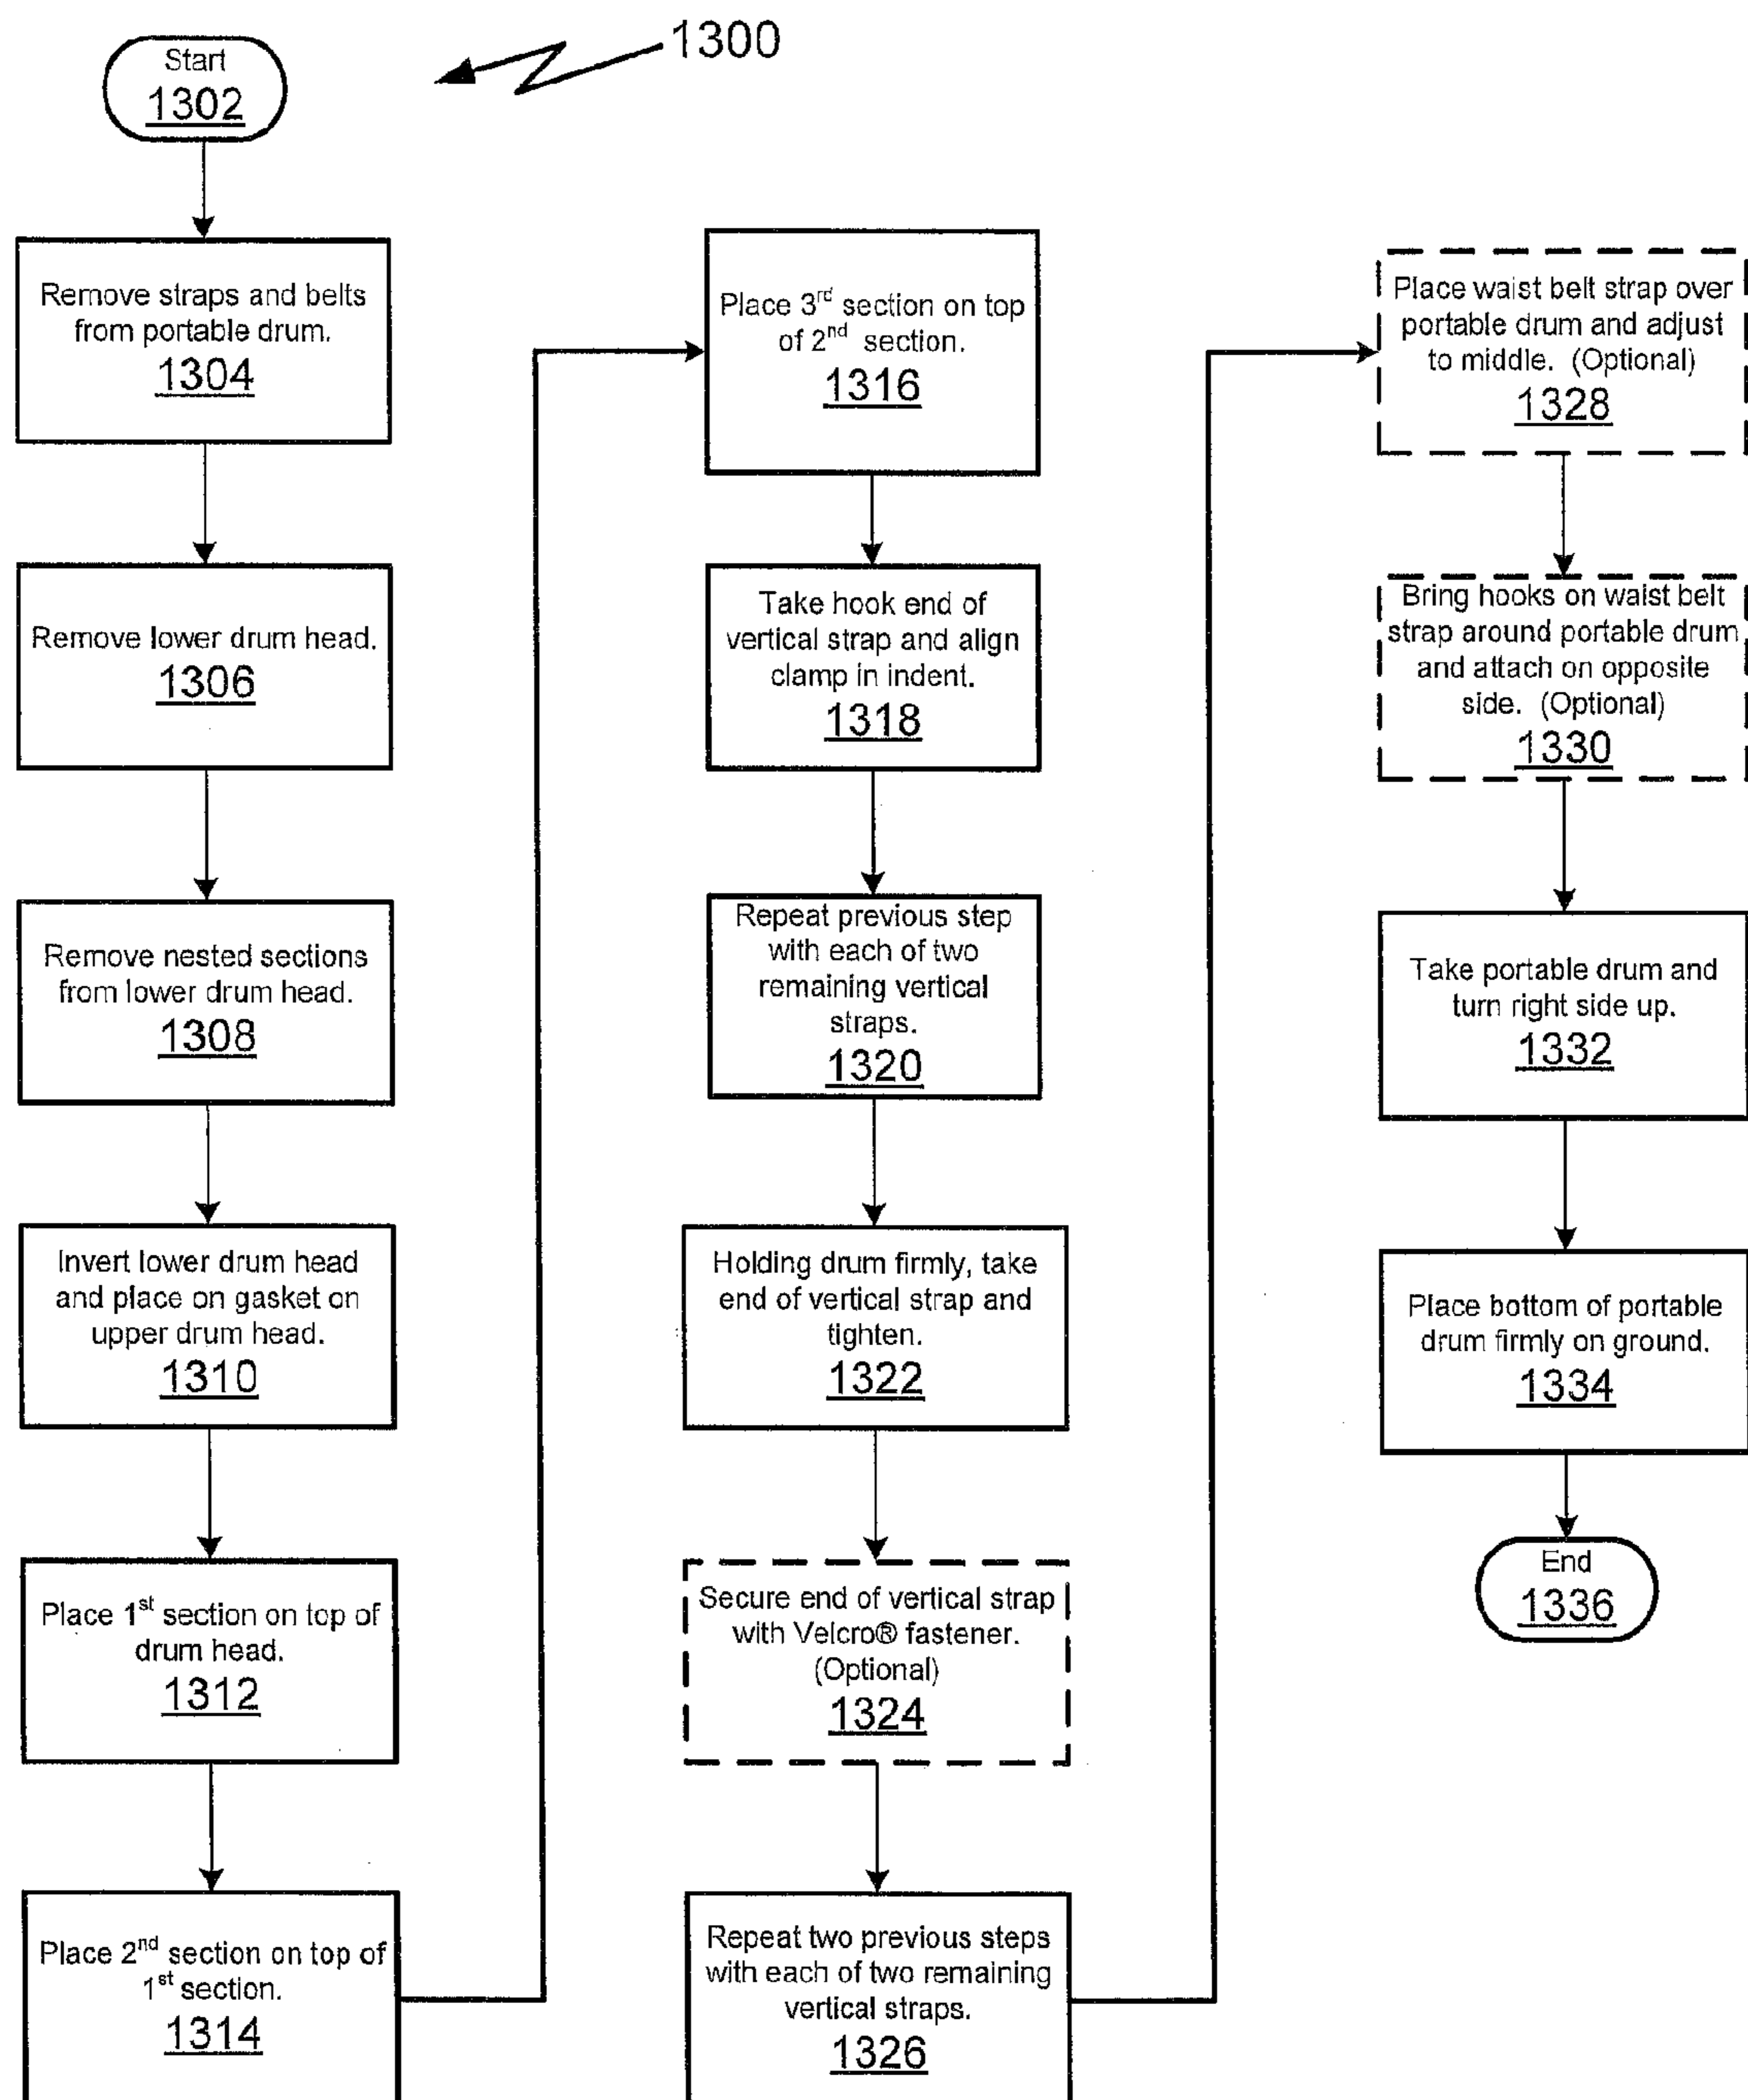 1300
Start
1302
Remove straps and belts
from portable drum.
1304
Remove lower drum head.
1306
Remove nested sections
from lower drum head.
1308
Invert lower drum head
and place on gasket on
upper drum head.
1310
Place 1st section on top of
drum head.
1312
Place 2nd section on top of
1st section.
1314
Place 3rd section on top
of 2nd section.
1316
Take hook end of
vertical strap and align
clamp in indent.
1318
Repeat previous step
with each of two
remaining vertical
straps.
1320
Holding drum firmly, take
end of vertical strap and
tighten.
1322
Secure end of vertical strap
with Velcro® fastener.
(Optional)
1324
Repeat two previous steps
with each of two remaining
vertical straps.
1326
Place waist belt strap over
portable drum and adjust
to middle. (Optional)
1328
Bring hooks on waist belt
strap around portable drum
and attach on opposite
side. (Optional)
1330
Take portable drum and
turn right side up.
1332
Place bottom of portable
drum firmly on ground.
1334
End
1336